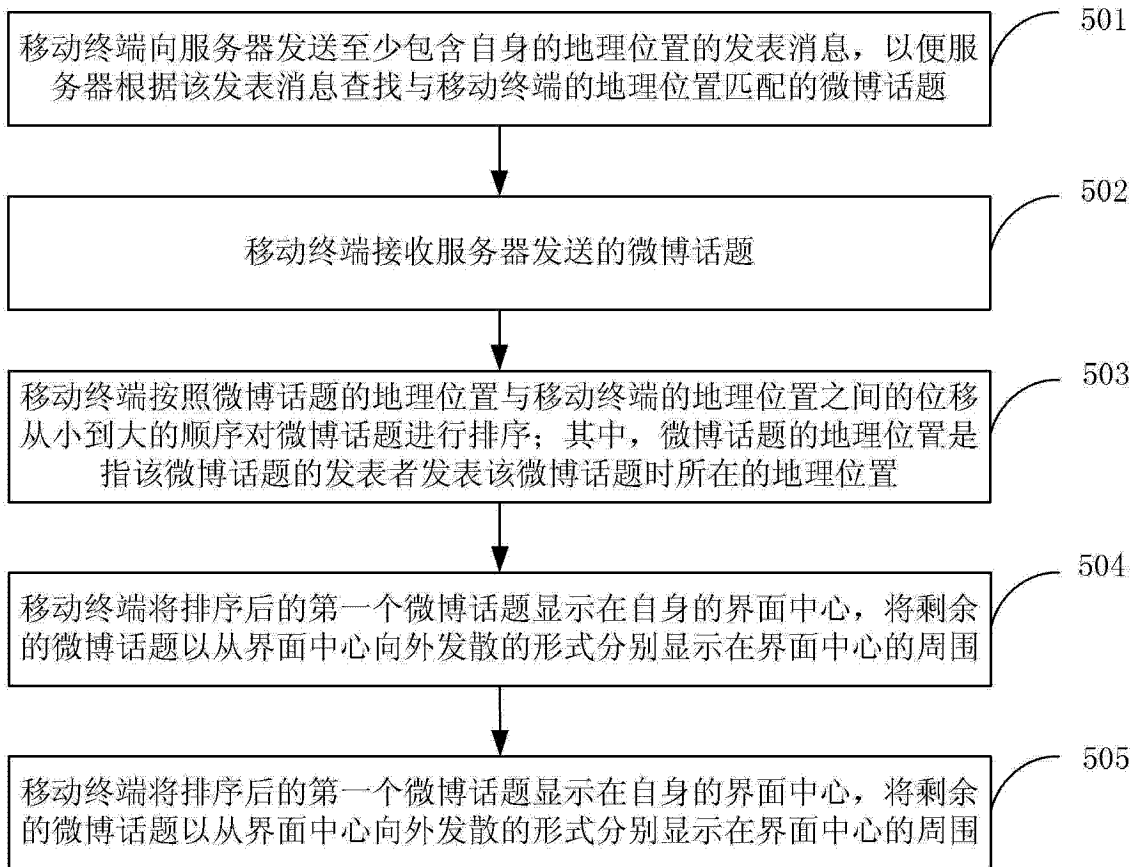 移动终端向服务器发送至少包含自身的地理位置的发表消息，以便服
务器根据该发表消息查找与移动终端的地理位置匹配的微博话题
501
移动终端接收服务器发送的微博话题
502
移动终端按照微博话题的地理位置与移动终端的地理位置之间的位移
从小到大的顺序对微博话题进行排序；其中，微博话题的地理位置是
指该微博话题的发表者发表该微博话题时所在的地理位置
503
移动终端将排序后的第一个微博话题显示在自身的界面中心，将剩余
的微博话题以从界面中心向外发散的形式分别显示在界面中心的周围
504
移动终端将排序后的第一个微博话题显示在自身的界面中心，将剩余
的微博话题以从界面中心向外发散的形式分别显示在界面中心的周围
505